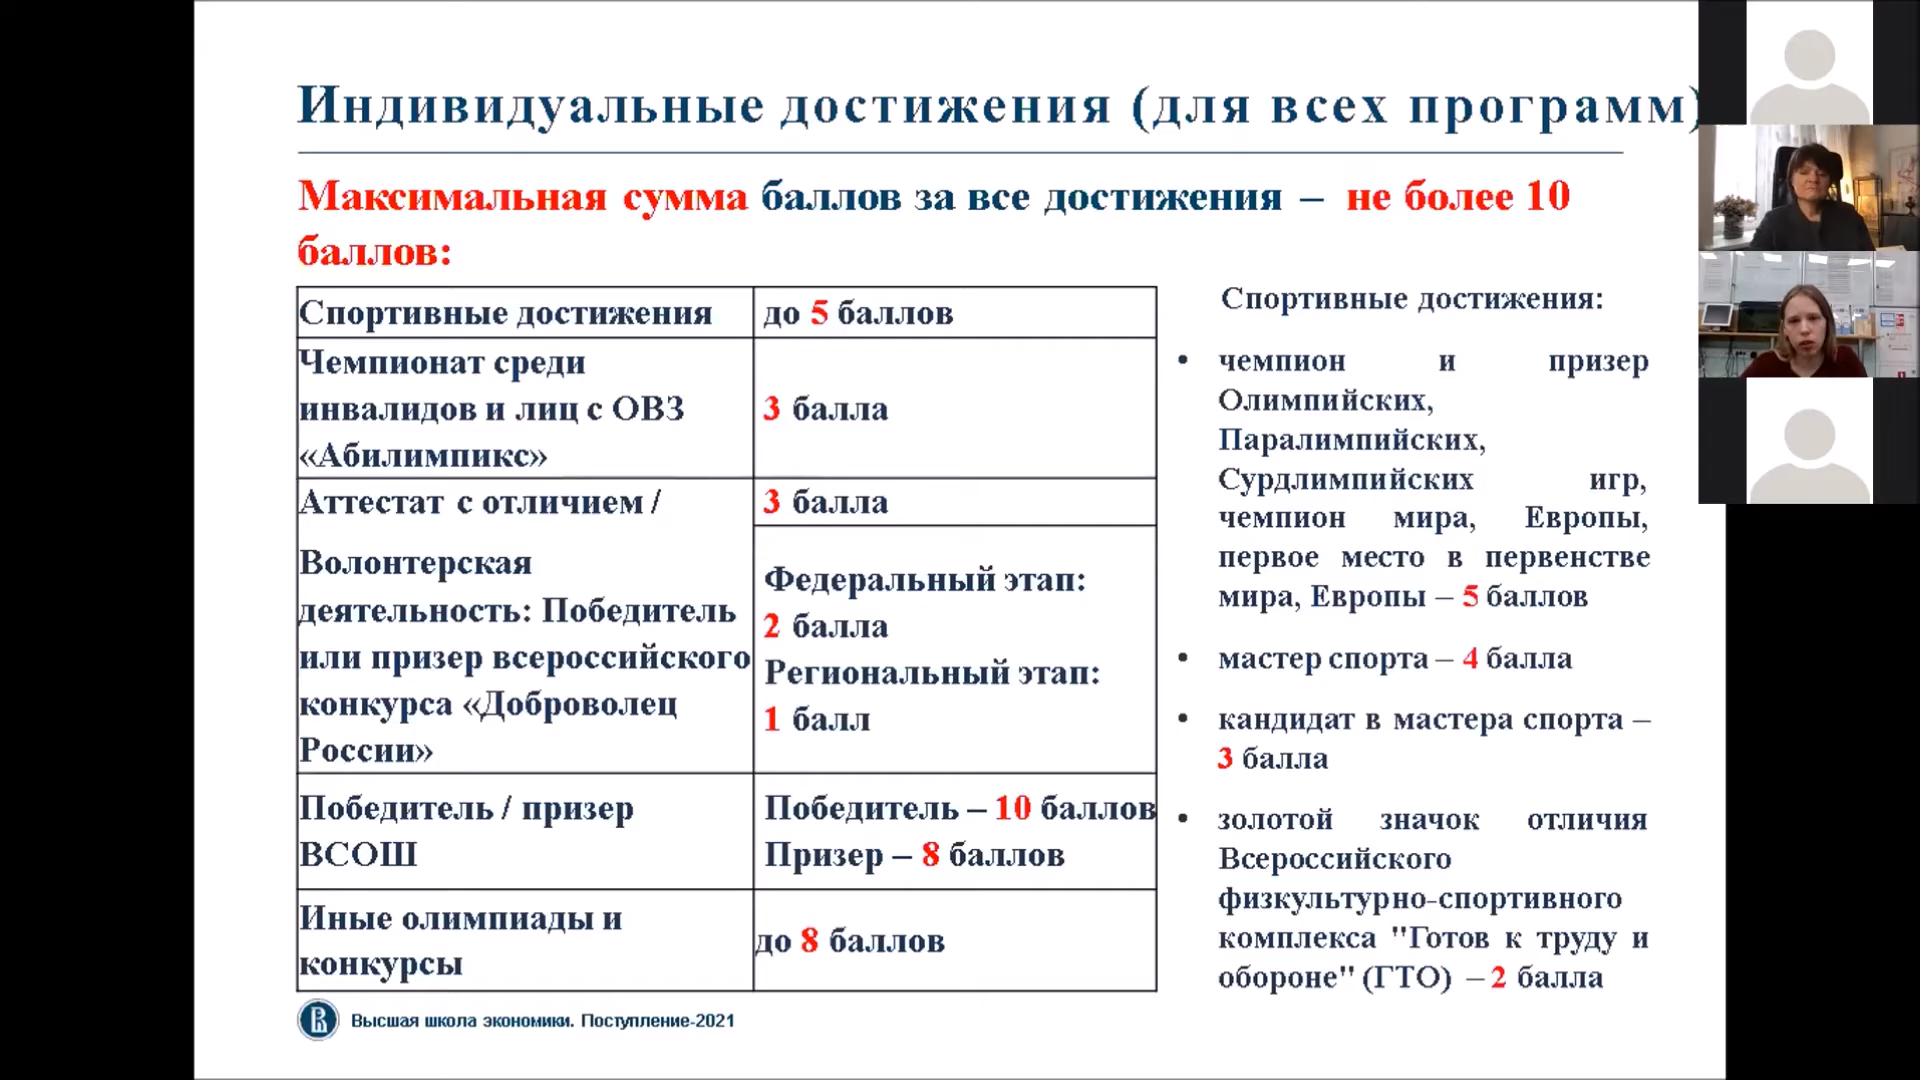 Индивидуальные достижения (для всех программ)
Максимальная сумма баллов за все достижения – не более 10
баллов:
Спортивные достижения
до 5 баллов
Чемпионат среди
инвалидов и лиц с ОВЗ
«Абилимпикс»
3 балла
Аттестат с отличием /
3 балла
Волонтерская
деятельность: Победитель
или призер всероссийского
конкурса «Доброволец
России»
Федеральный этап:
2 балла
Региональный этап:
1 балл
Победитель / призер
ВСОШ
Победитель – 10 баллов
Призер – 8 баллов
Иные олимпиады и
конкурсы
до 8 баллов
Спортивные достижения:
• чемпион и призер
Олимпийских,
Паралимпийских,
Сурдлимпийских игр,
чемпион мира, Европы,
первое место в первенстве
мира, Европы – 5 баллов
• мастер спорта – 4 балла
• кандидат в мастера спорта –
3 балла
• золотой значок отличия
Всероссийского
физкультурно-спортивного
комплекса "Готов к труду и
обороне" (ГТО) – 2 балла
Высшая школа экономики. Поступление-2021